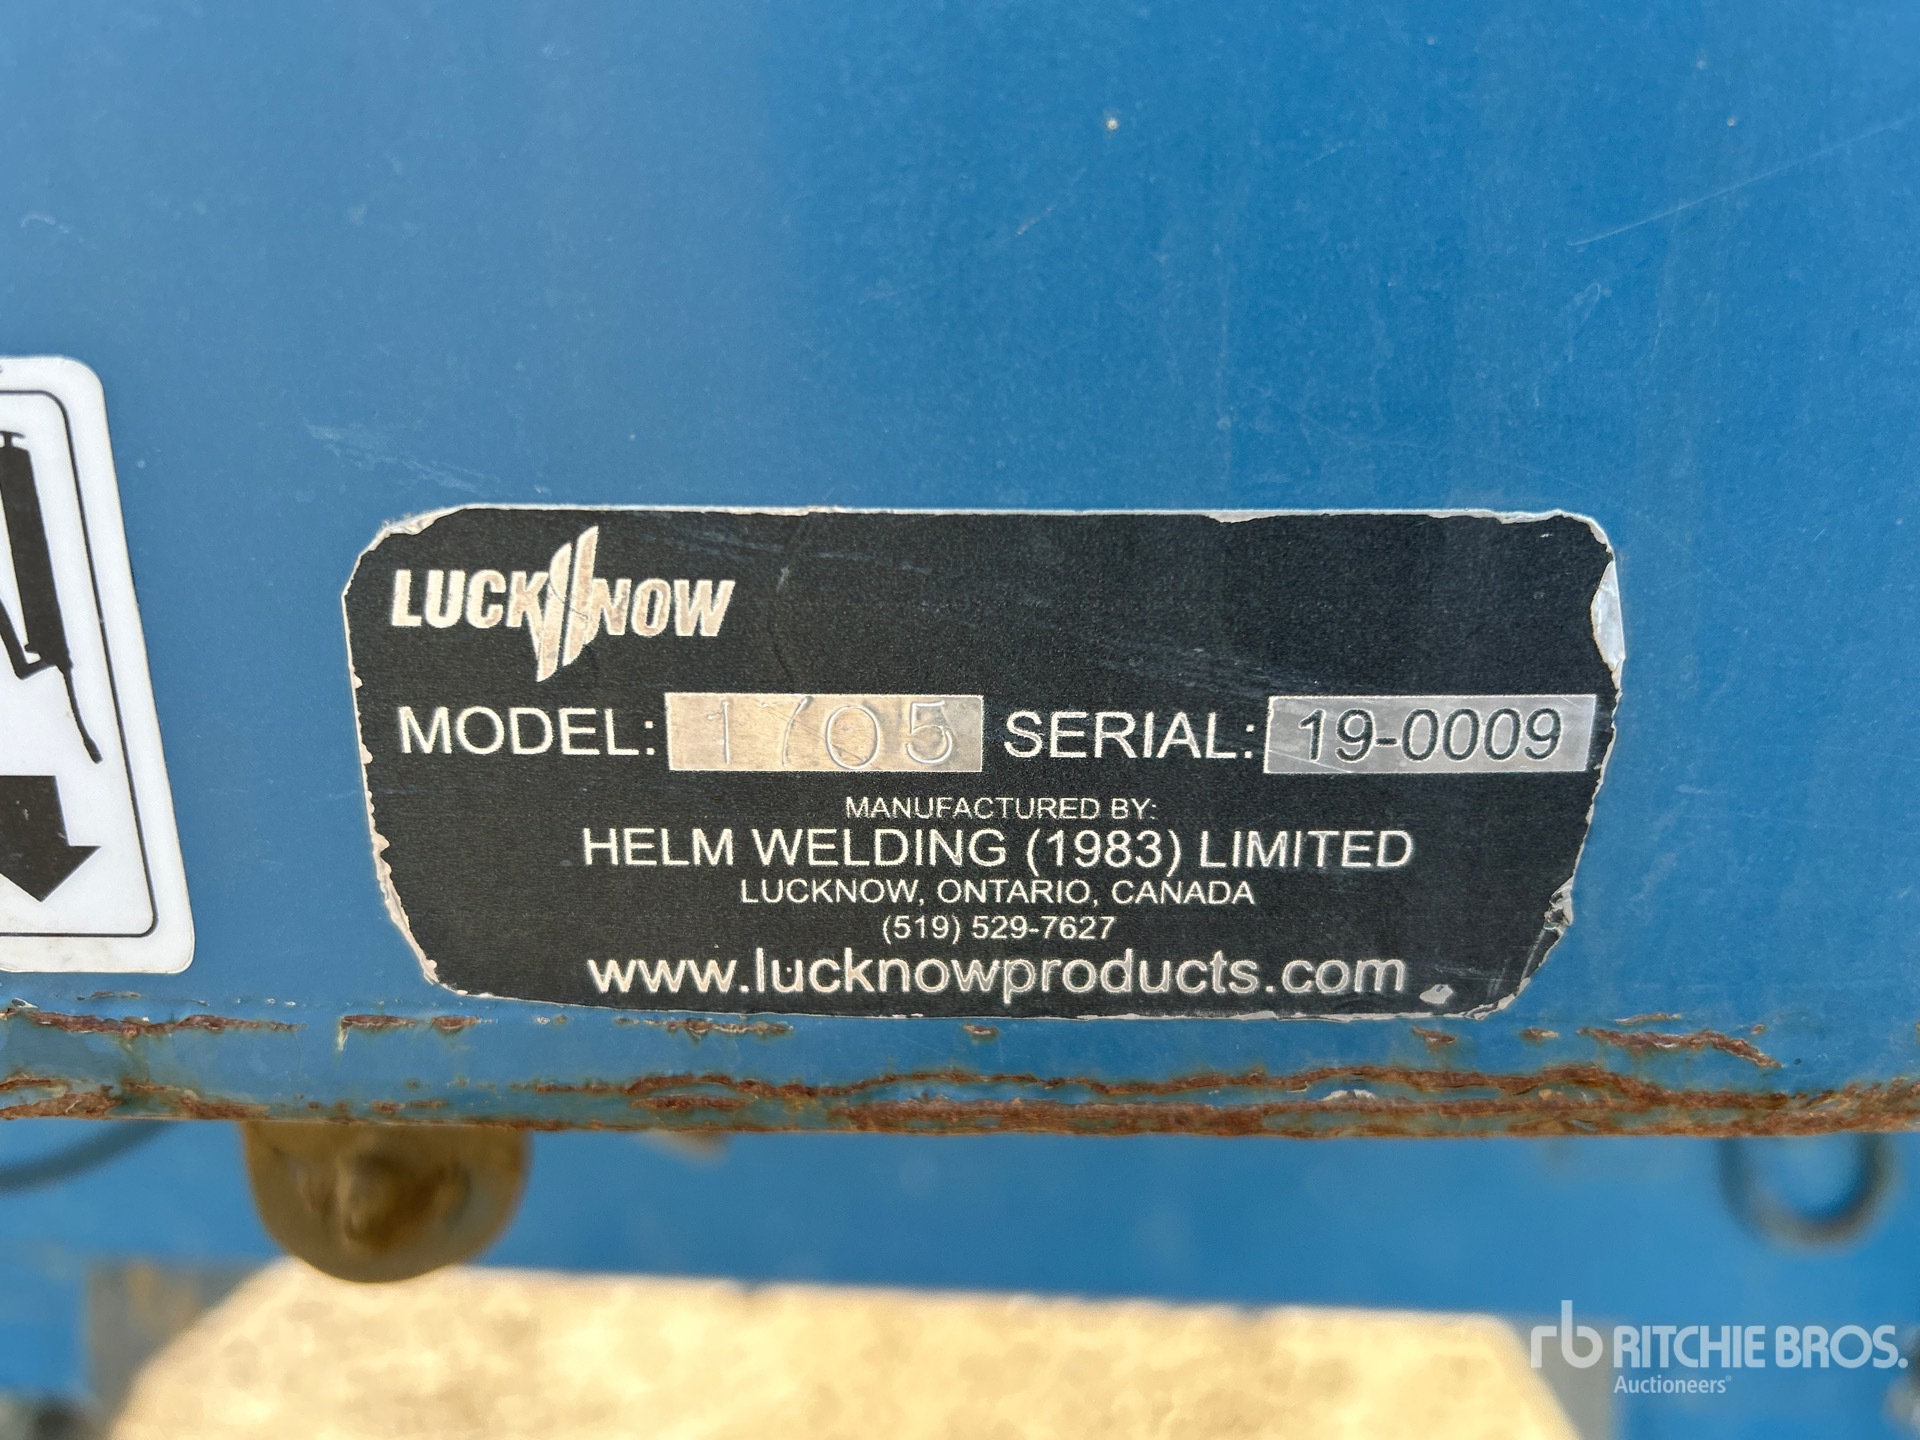 LUCKNOW
MODEL: 1705 SERIAL: 19-0009
MANUFACTURED BY:
HELM WELDING (1983) LIMITED
LUCKNOW, ONTARIO, CANADA
(519) 529-7627
www.lucknowproducts.com
rb RITCHIE BROS.
Auctioneers